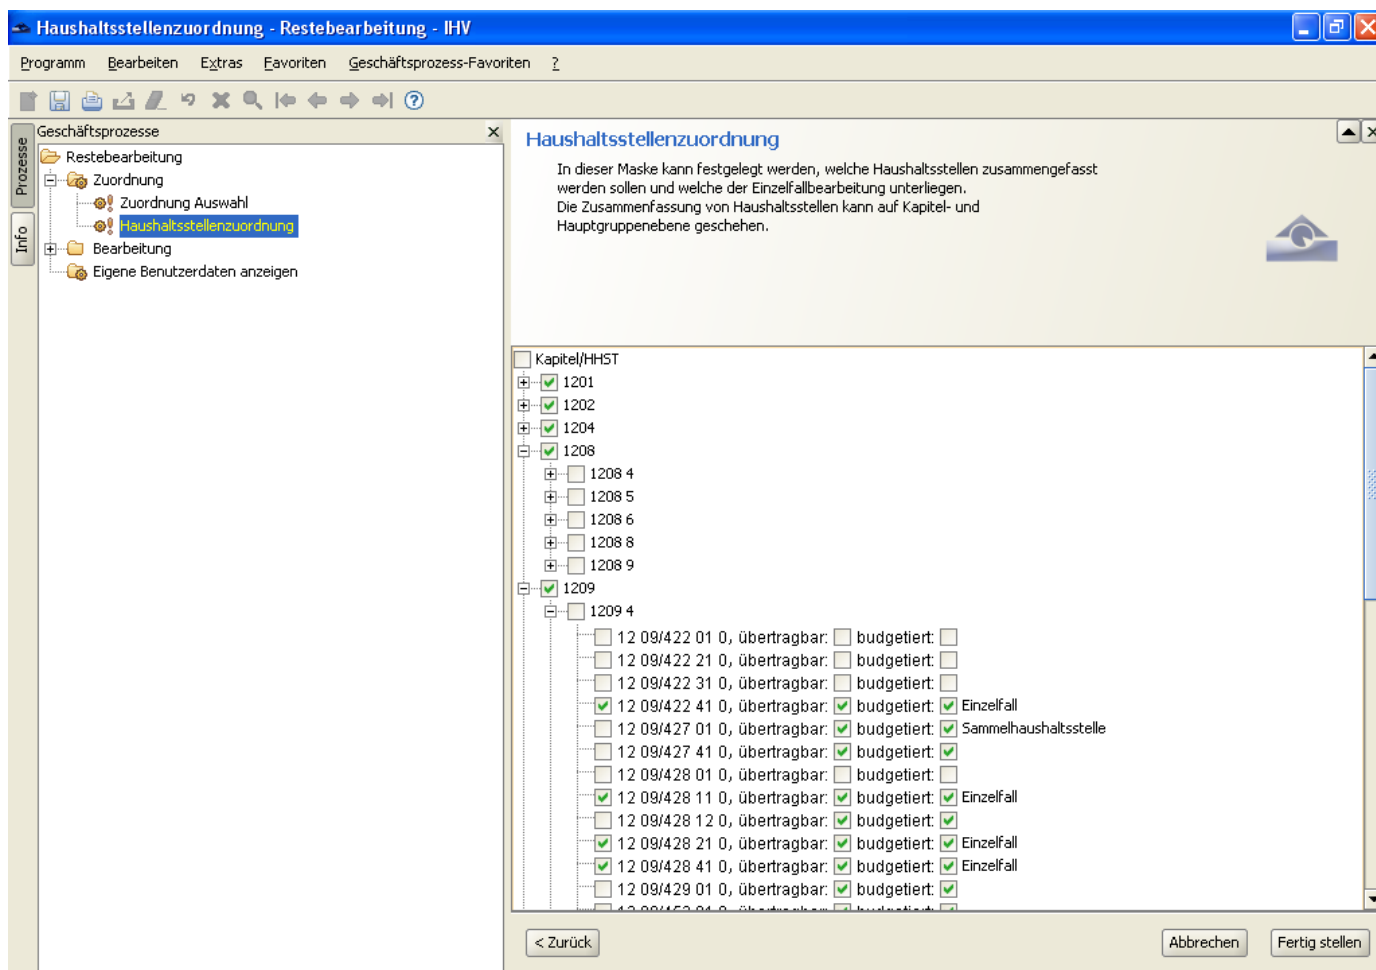 Haushaltsstellenzuordnung - Restebearbeitung - IHV
Programm Bearbeiten Extras Favoriten Geschäftsprozess-Favoriten ?
Prozesse
Info
Geschäftsprozesse
Restebearbeitung
Zuordnung
Zuordnung Auswahl
Haushaltsstellenzuordnung
Bearbeitung
Eigene Benutzerdaten anzeigen
Haushaltsstellenzuordnung
In dieser Maske kann festgelegt werden, welche Haushaltsstellen zusammengefasst
werden sollen und welche der Einzelfallbearbeitung unterliegen.
Die Zusammenfassung von Haushaltsstellen kann auf Kapitel- und
Hauptgruppenebene geschehen.
Kapitel/HHST
1201
1202
1204
1208
1208 4
1208 5
1208 6
1208 8
1208 9
1209
1209 4
12 09/422 01 0, übertragbar: budgetiert:
12 09/422 21 0, übertragbar: budgetiert:
12 09/422 31 0, übertragbar: budgetiert:
12 09/422 41 0, übertragbar: budgetiert: Einzelfall
12 09/427 01 0, übertragbar: budgetiert: Sammelhaushaltsstelle
12 09/427 41 0, übertragbar: budgetiert:
12 09/428 01 0, übertragbar: budgetiert:
12 09/428 11 0, übertragbar: budgetiert: Einzelfall
12 09/428 12 0, übertragbar: budgetiert:
12 09/428 21 0, übertragbar: budgetiert: Einzelfall
12 09/428 41 0, übertragbar: budgetiert: Einzelfall
12 09/429 01 0, übertragbar: budgetiert:
< Zurück
Abbrechen
Fertig stellen